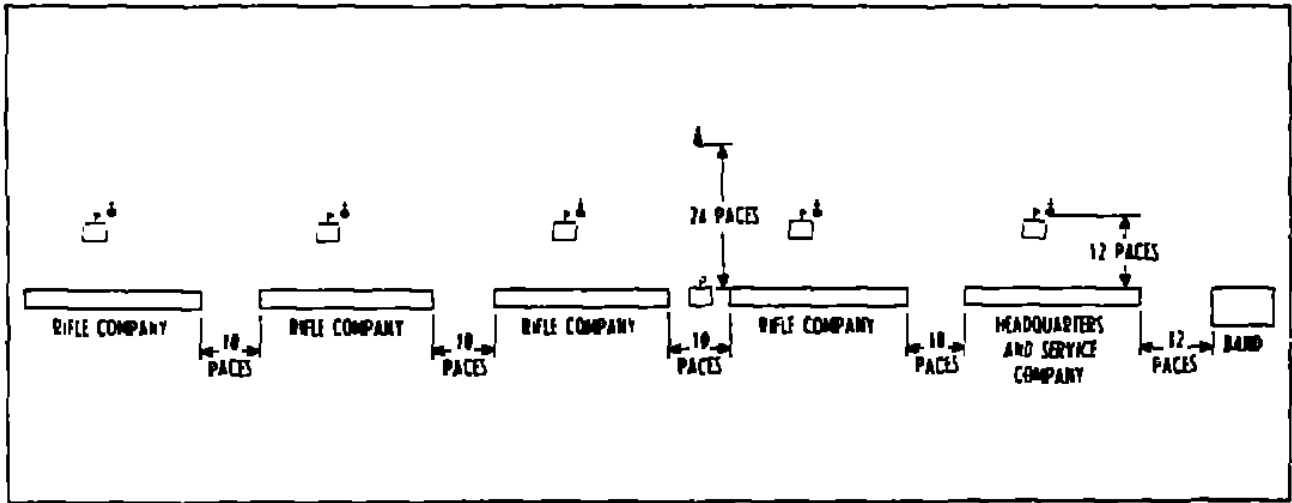 24 PACES
12 PACES
RIFLE COMPANY
RIFLE COMPANY
RIFLE COMPANY
RIFLE COMPANY
HEADQUARTERS
AND SERVICE
COMPANY
BAND
10
PACES
10
PACES
10
PACES
10
PACES
12
PACES
P
P
P
P
P
P